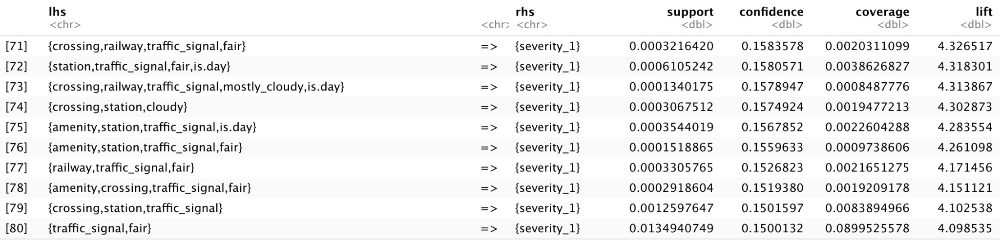 lhs rhs support confidence coverage lift
<chr> <chr> <chr> <dbl> <dbl> <dbl> <dbl>
[71] {crossing,railway,traffic_signal,fair} => {severity_1} 0.0003216420 0.1583578 0.0020311099 4.326517
[72] {station,traffic_signal,fair,is.day} => {severity_1} 0.0006105242 0.1580571 0.0038626827 4.318301
[73] {crossing,railway,traffic_signal,mostly_cloudy,is.day} => {severity_1} 0.0001340175 0.1578947 0.0008487776 4.313867
[74] {crossing,station,cloudy} => {severity_1} 0.0003067512 0.1574924 0.0019477213 4.302873
[75] {amenity,station,traffic_signal,is.day} => {severity_1} 0.0003544019 0.1567852 0.0022604288 4.283554
[76] {amenity,station,traffic_signal,fair} => {severity_1} 0.0001518865 0.1559633 0.0009738606 4.261098
[77] {railway,traffic_signal,fair} => {severity_1} 0.0003305765 0.1526823 0.0021651275 4.171456
[78] {amenity,crossing,traffic_signal,fair} => {severity_1} 0.0002918604 0.1519380 0.0019209178 4.151121
[79] {crossing,station,traffic_signal} => {severity_1} 0.0012597647 0.1501597 0.0083894966 4.102538
[80] {traffic_signal,fair} => {severity_1} 0.0134940749 0.1500132 0.0899525578 4.098535